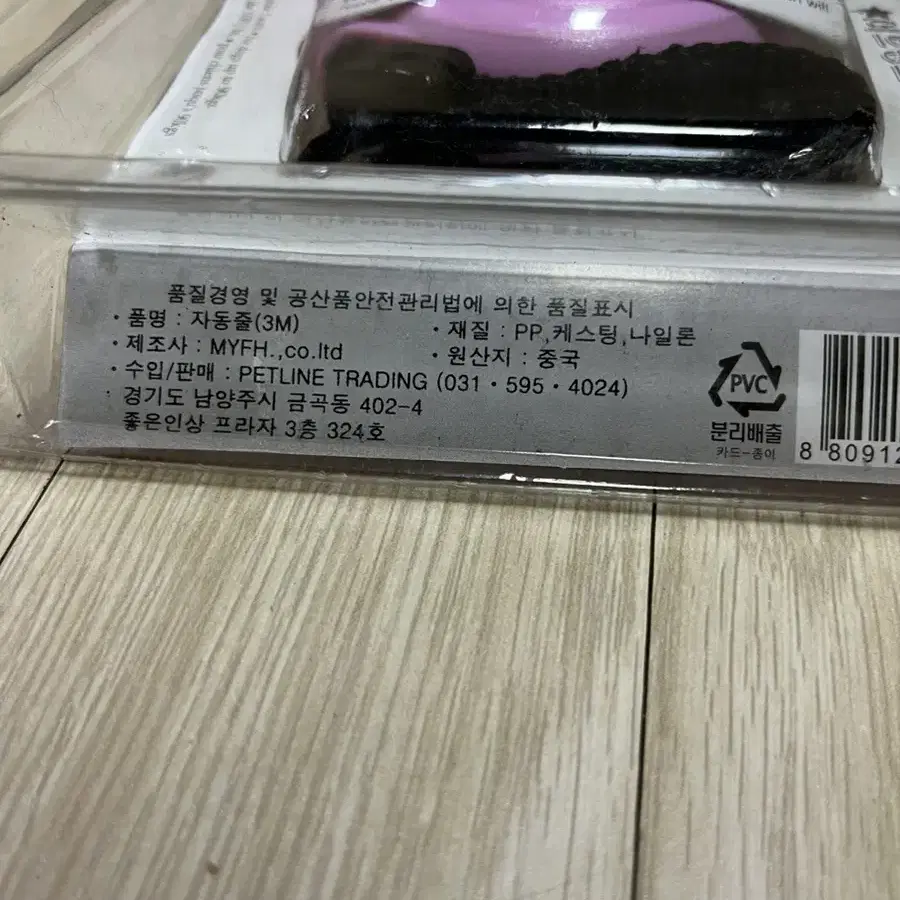 품질경영 및 공산품안전관리법에 의한 품질표시
· 품명 : 자동줄(3M) · 재질 : PP,케스팅,나일론
· 제조사 : MYFH.,co.ltd · 원산지 : 중국
· 수입/판매 : PETLINE TRADING (031 · 595 · 4024)
· 경기도 남양주시 금곡동 402-4
좋은인상 프라자 3층 324호
PVC
분리배출
카드-종이
8 80912